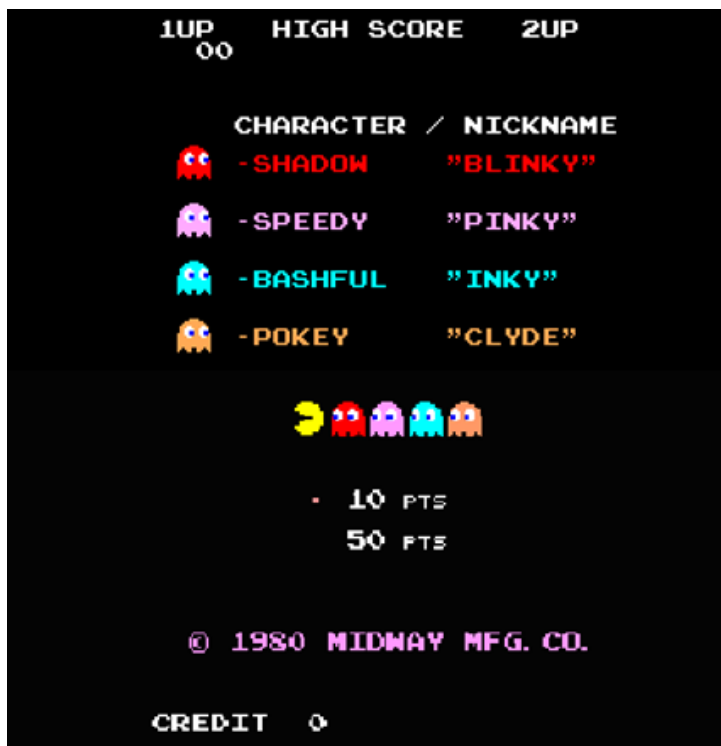 1UP HIGH SCORE 2UP
00
CHARACTER / NICKNAME
-SHADOW "BLINKY"
-SPEEDY "PINKY"
-BASHFUL "INKY"
-POKEY "CLYDE"
10 PTS
50 PTS
© 1980 MIDWAY MFG. CO.
CREDIT 0